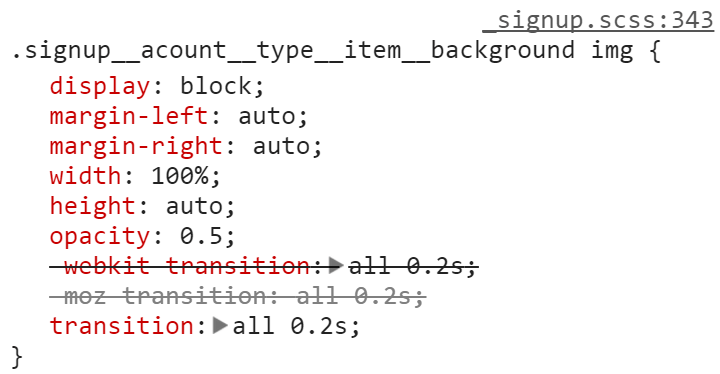 _signup.scss:343
.signup__acount__type__item__background img {
display: block;
margin-left: auto;
margin-right: auto;
width: 100%;
height: auto;
opacity: 0.5;
-webkit-transition:▶all 0.2s;
-moz-transition: all 0.2s;
transition:▶all 0.2s;
}